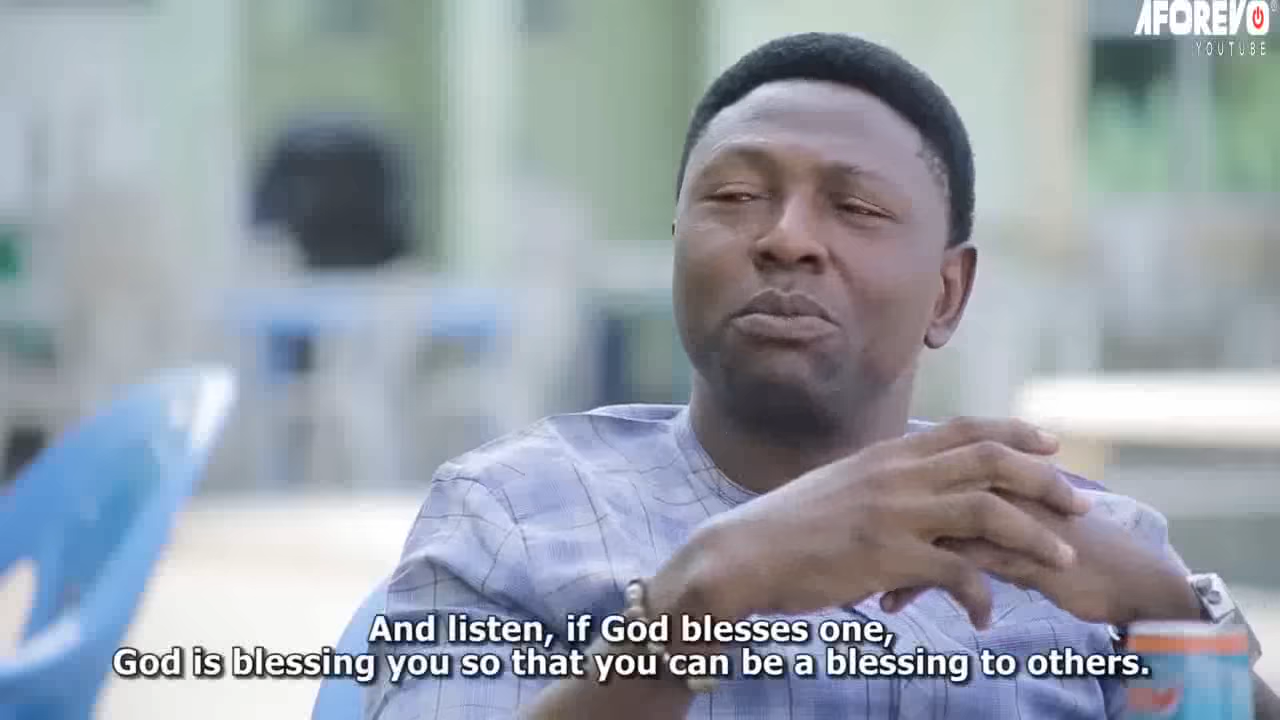 AFOREVO
YOUTUBE
And listen, if God blesses one,
God is blessing you so that you can be a blessing to others.